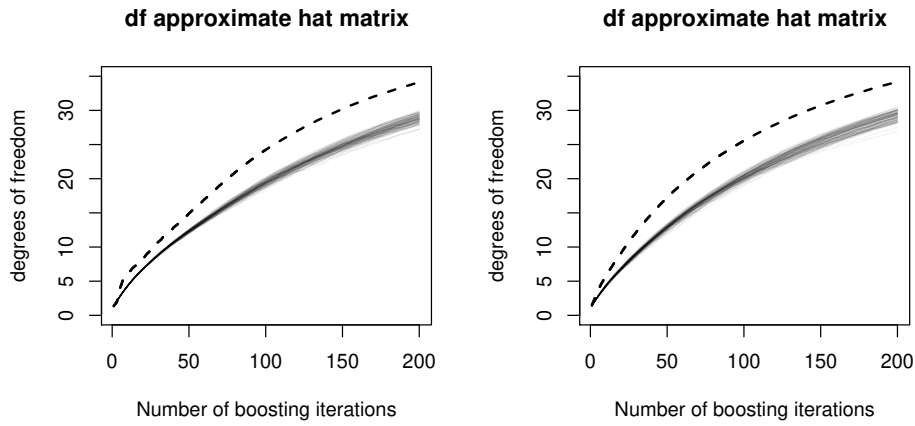 df approximate hat matrix
degrees of freedom
0 5 10 20 30
0 50 100 150 200
Number of boosting iterations
df approximate hat matrix
degrees of freedom
0 5 10 20 30
0 50 100 150 200
Number of boosting iterations